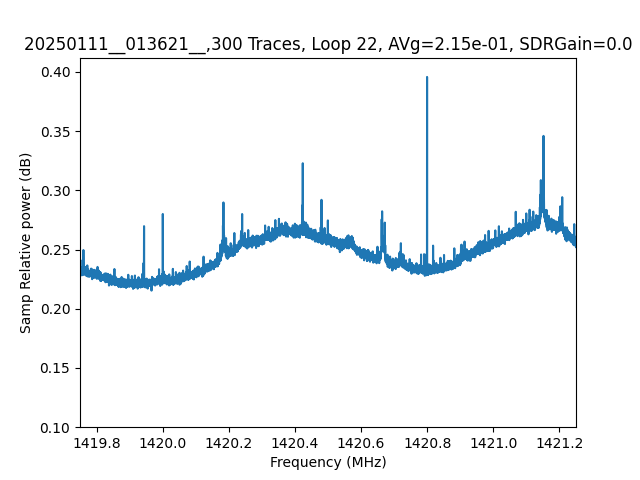 20250111__013621__,300 Traces, Loop 22, AVg=2.15e-01, SDRGain=0.0
0.40
0.35
0.30
0.25
0.20
0.15
0.10
Samp Relative power (dB)
1419.8 1420.0 1420.2 1420.4 1420.6 1420.8 1421.0 1421.2
Frequency (MHz)